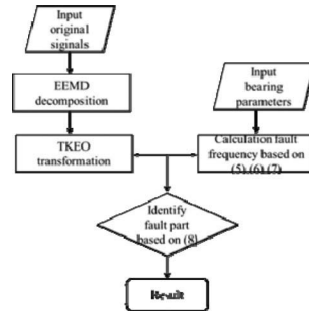 Input
original
siginals
EEMD
decomposition
Input
bearing
parameters
TKEO
transformation
Calculation fault
frequency based on
(5),(6),(7)
Identify
fault part
based on (8)
Result